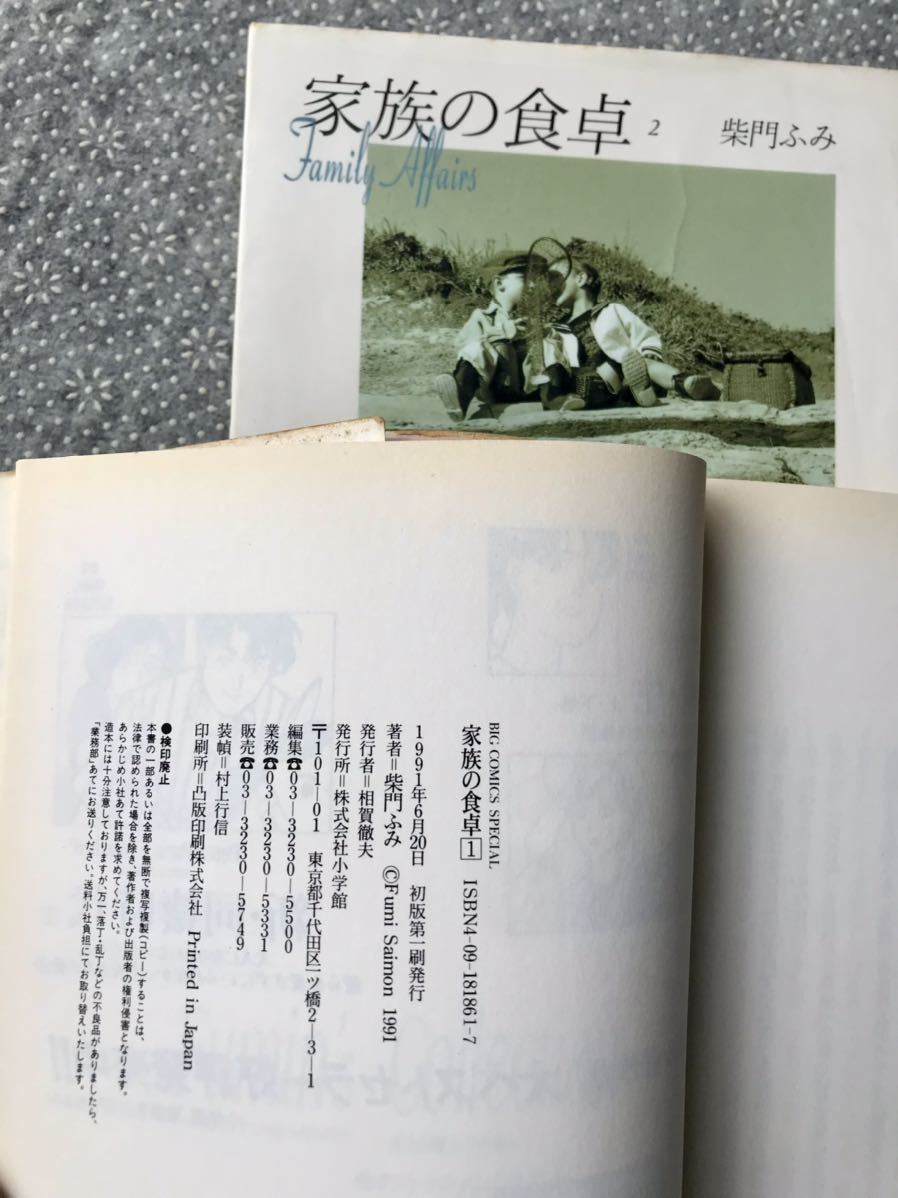 家族の食卓 2 柴門ふみ
Family Affairs
BIG COMICS SPECIAL
家族の食卓 1 ISBN4-09-181861-7
1991年6月20日 初版第一刷発行
著者=柴門ふみ ©Fumi Saimon 1991
発行者=相賀徹夫
発行所=株式会社小学館
〒101―01 東京都千代田区一ツ橋2―3―1
編集☎03―3230―5500
業務☎03―3230―5331
販売☎03―3230―5749
装幀=村上行信
印刷所=凸版印刷株式会社 Printed in Japan
●検印廃止
本書の一部あるいは全部を無断で複写複製(コピー)することは、
法律で認められた場合を除き、著作者および出版者の権利侵害となります。
あらかじめ小社あて許諾を求めてください。
造本には十分注意しておりますが、万一、落丁・乱丁などの不良品がありましたら、
「業務部」あてにお送りください。送料小社負担にてお取り替えいたします。